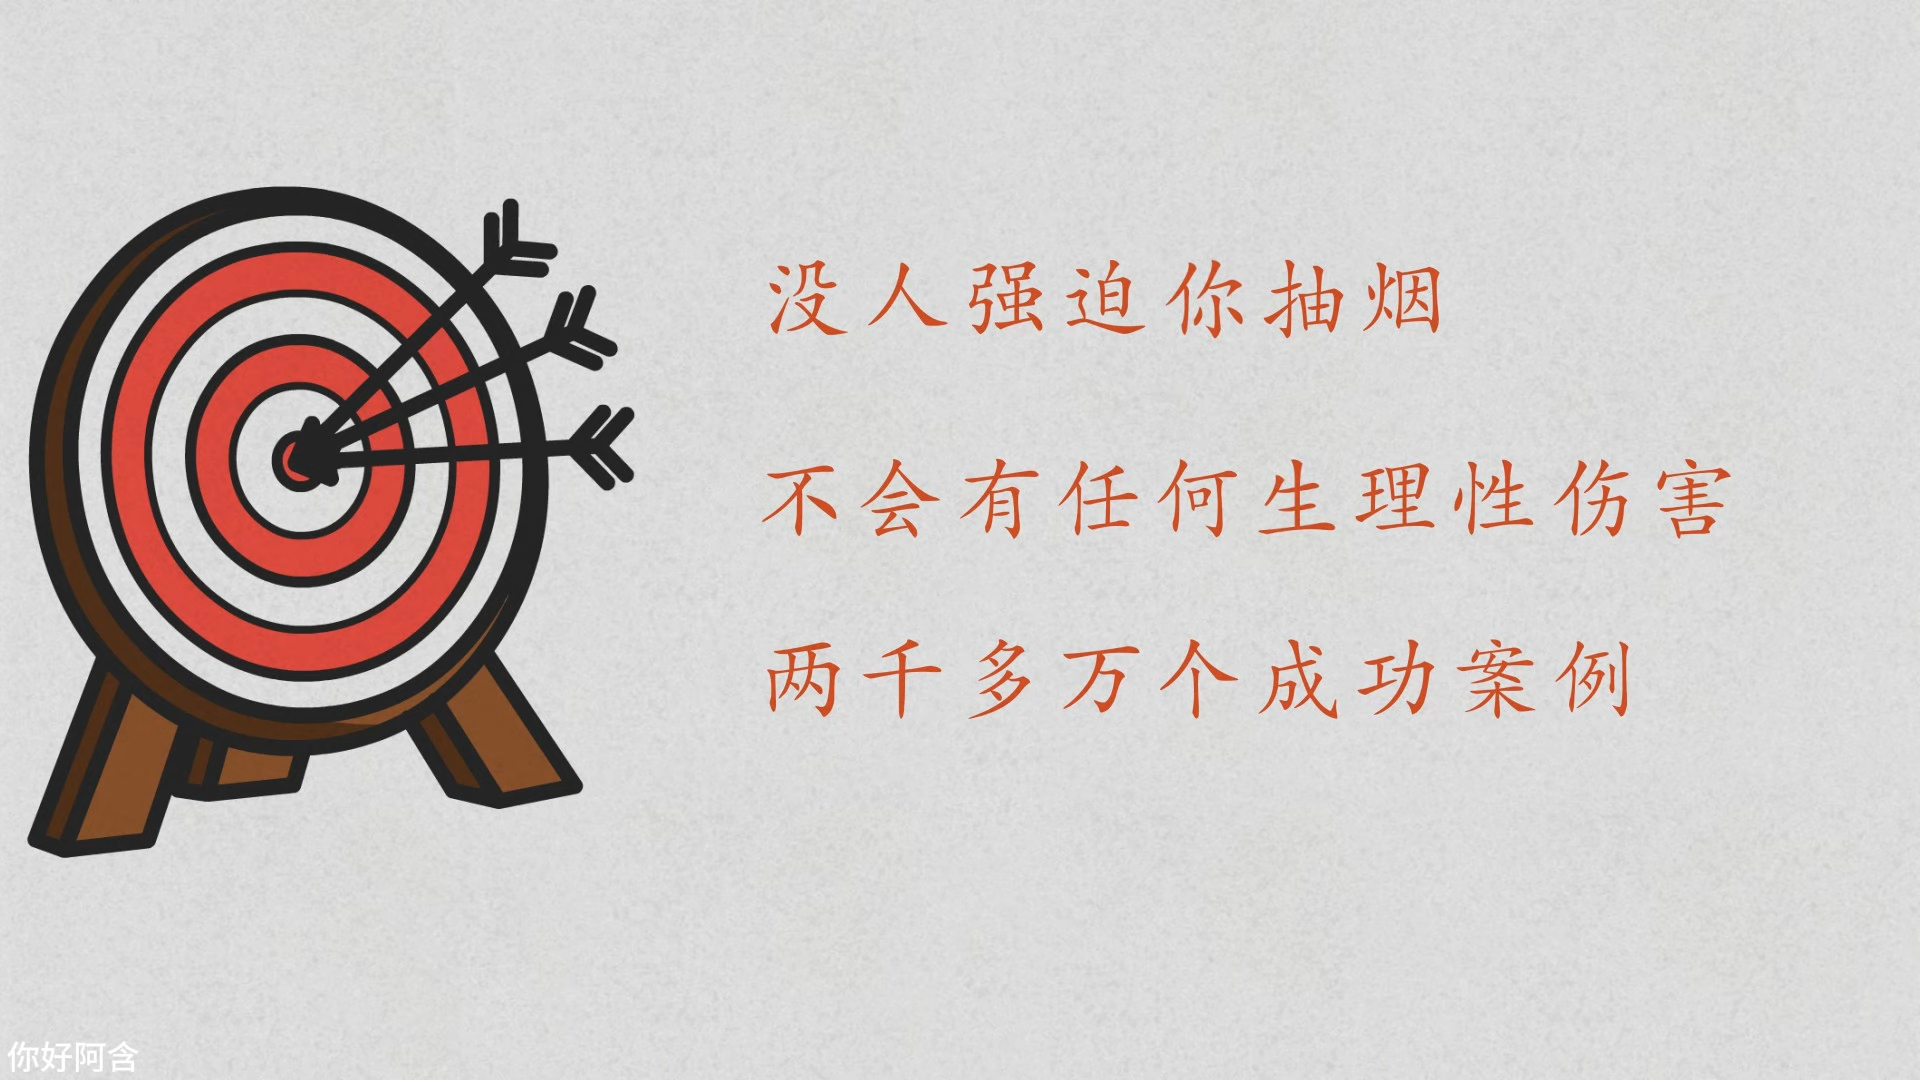 没人强迫你抽烟
不会有任何生理性伤害
两千多万个成功案例
你好阿含